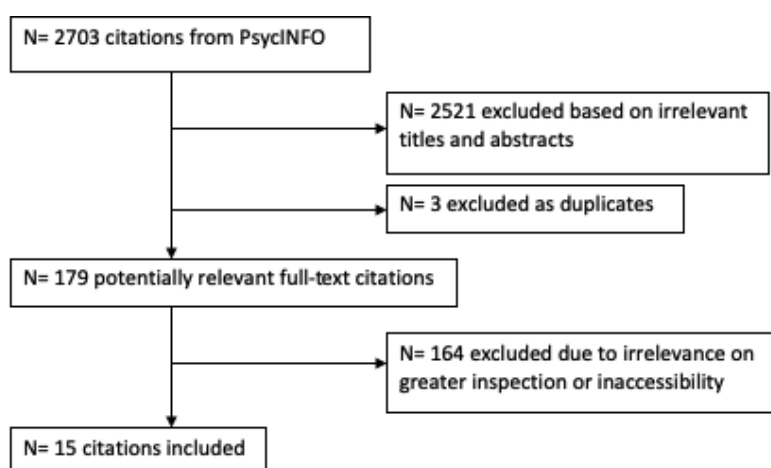 N= 2703 citations from PsycINFO
N= 2521 excluded based on irrelevant
titles and abstracts
N= 3 excluded as duplicates
N= 179 potentially relevant full-text citations
N= 164 excluded due to irrelevance on
greater inspection or inaccessibility
N= 15 citations included